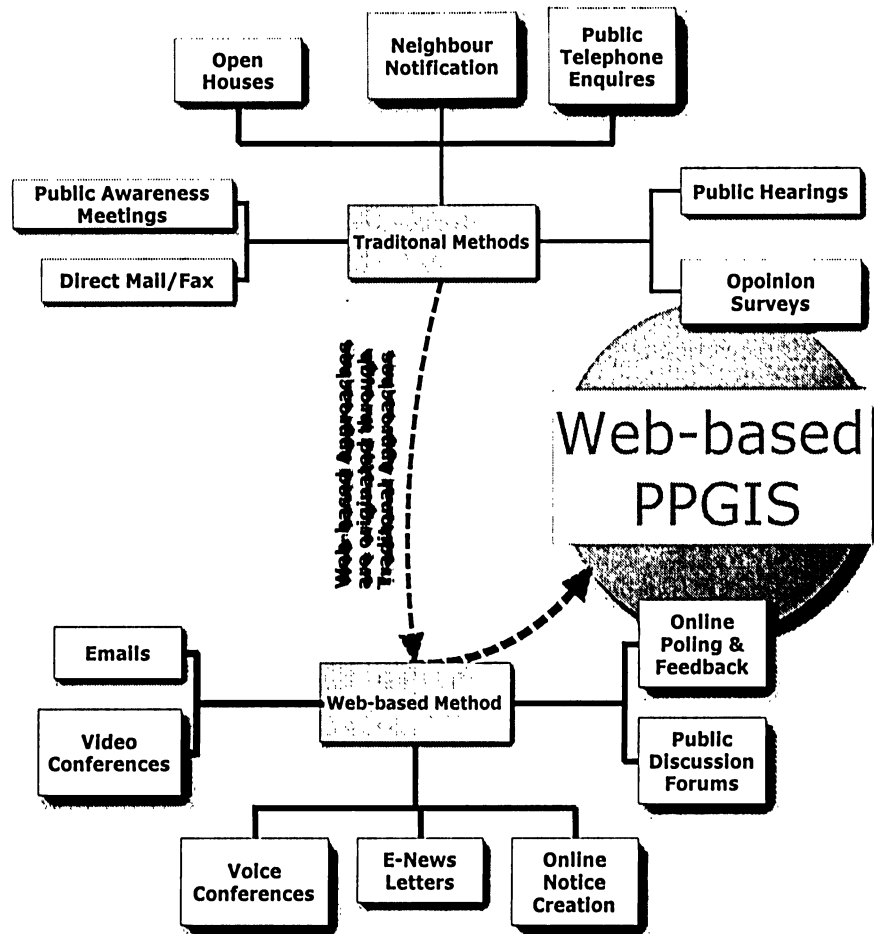 Open
Houses
Neighbour
Notification
Public
Telephone
Enquires
Public Awareness
Meetings
Direct Mail/Fax
Traditonal Methods
Public Hearings
Opoinion
Surveys
Web-based approaches
are originated
Traditional approaches
Web-based
PPGIS
Emails
Video
Conferences
Web-based Method
Online
Poling &
Feedback
Public
Discussion
Forums
Voice
Conferences
E-News
Letters
Online
Notice
Creation